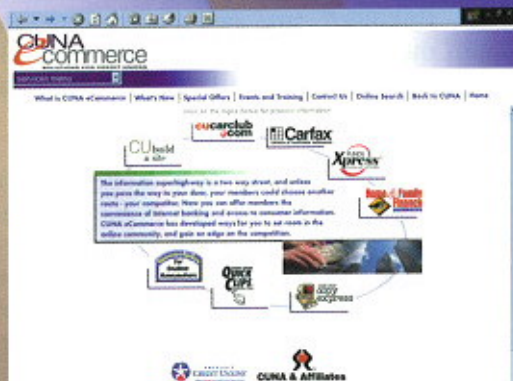 CUNA
eCommerce
services menu
What is CUNA eCommerce | What's New | Special Offers | Events and Training | Contact Us | Online Search | Back to CUNA | Home
CU build
a site
cucarclub
.com
Carfax
Xpress
Home & Family
Finance
The information superhighway is a two way street, and unless
you pave the way to your door, your members could choose another
route - your competitor. Now you can offer members the
convenience of Internet banking and access to consumer information.
CUNA eCommerce has developed ways for you to set room in the
online community, and gain an edge on the competition.
QUICK
CLIPS
express
CREDIT UNIONS
CUNA & Affiliates